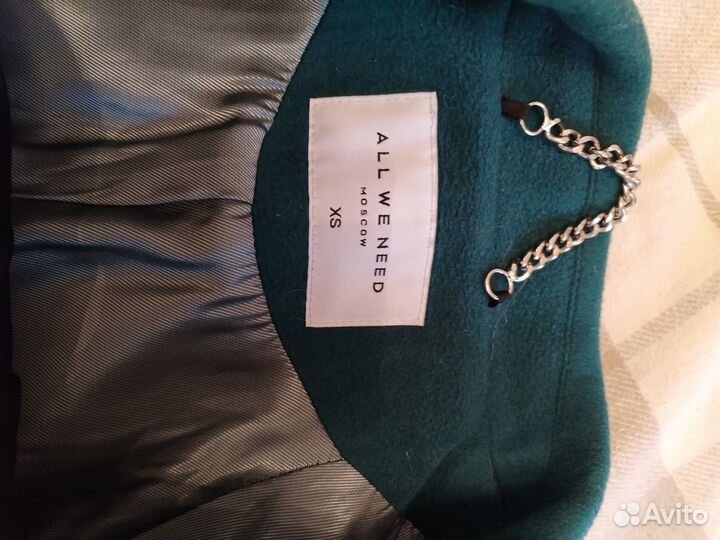 ALL WE NEED
MOSCOW
XS
Avito